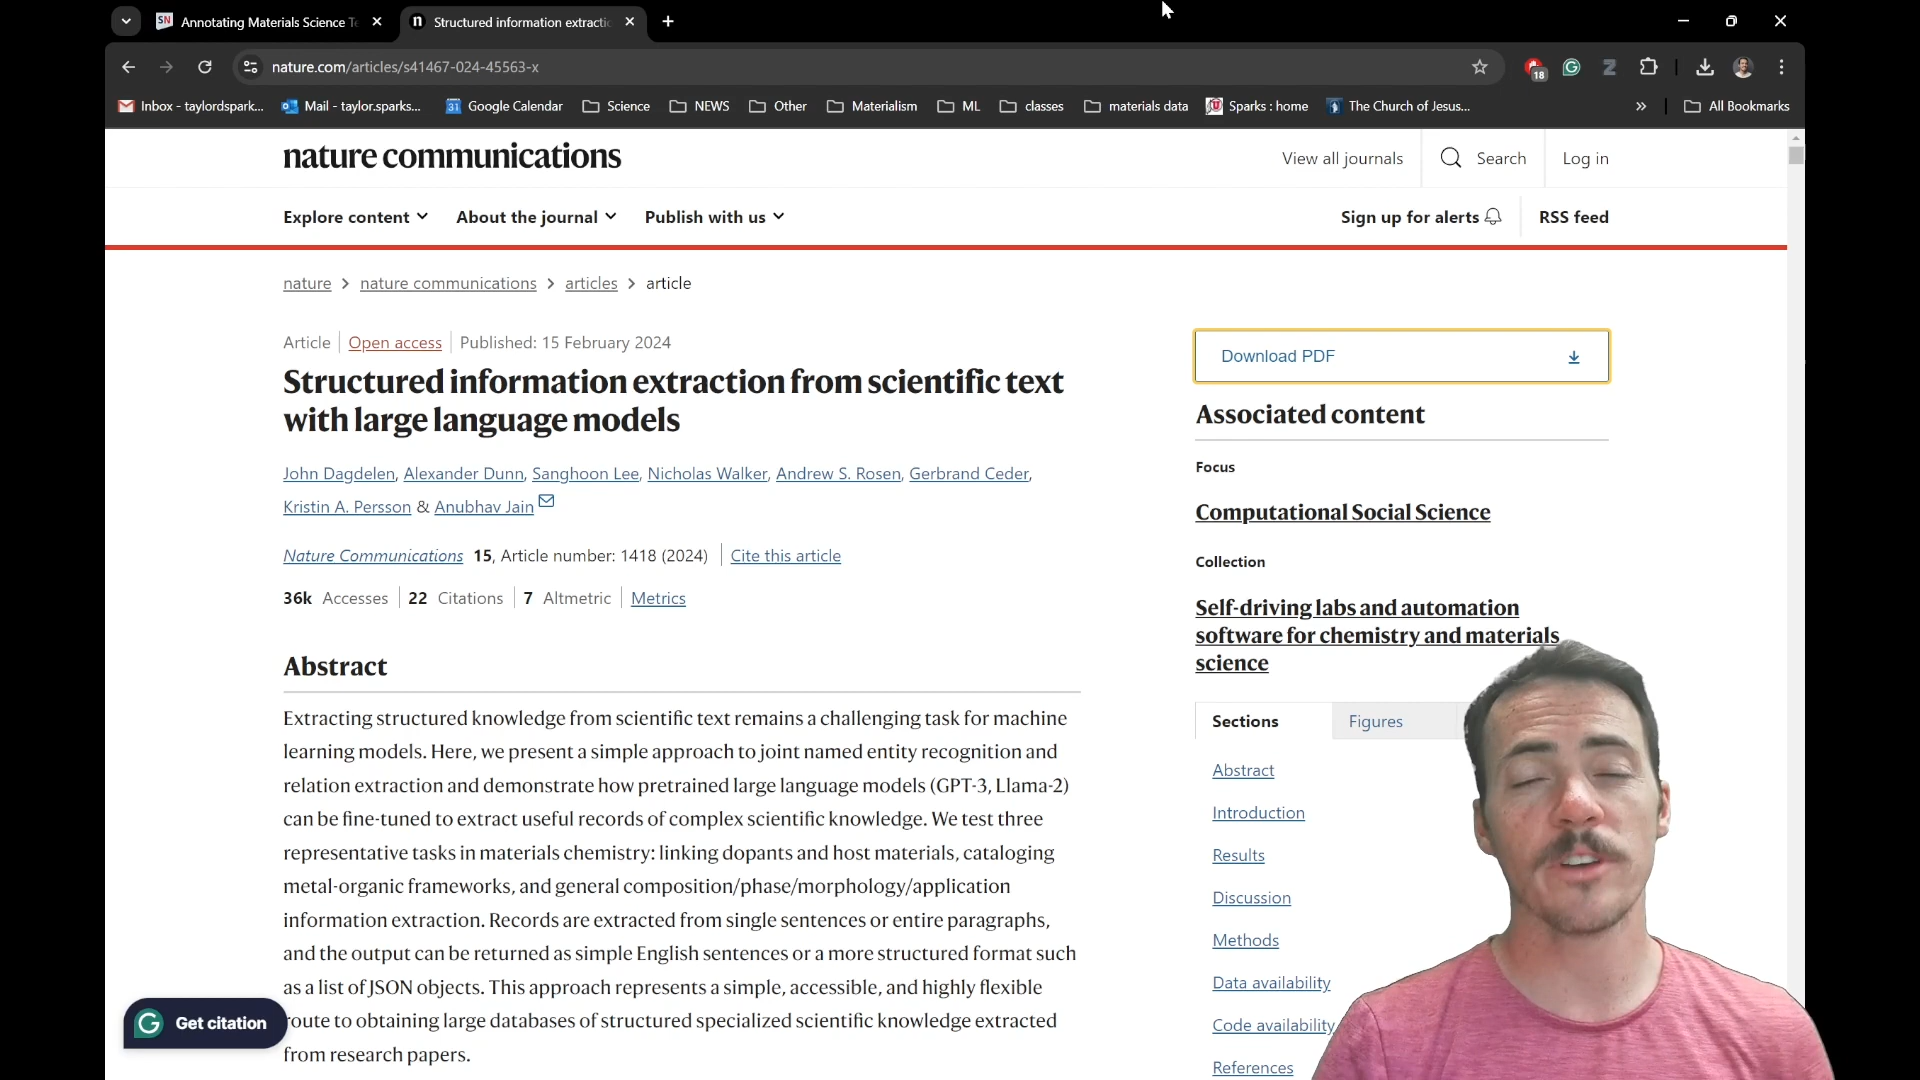 SN Annotating Materials Science Te
n Structured information extractio
nature.com/articles/s41467-024-45563-x
18
Inbox - taylordspark...
Mail - taylor.sparks...
31 Google Calendar
Science
NEWS
Other
Materialism
ML
classes
materials data
Sparks : home
The Church of Jesus...
»
All Bookmarks
nature communications
View all journals
Search
Log in
Explore content
About the journal
Publish with us
Sign up for alerts
RSS feed
nature > nature communications > articles > article
Article
Open access
Published: 15 February 2024
Structured information extraction from scientific text
with large language models
John Dagdelen, Alexander Dunn, Sanghoon Lee, Nicholas Walker, Andrew S. Rosen, Gerbrand Ceder,
Kristin A. Persson & Anubhav Jain
Nature Communications 15, Article number: 1418 (2024)
Cite this article
36k Accesses
22 Citations
7 Altmetric
Metrics
Abstract
Extracting structured knowledge from scientific text remains a challenging task for machine
learning models. Here, we present a simple approach to joint named entity recognition and
relation extraction and demonstrate how pretrained large language models (GPT-3, Llama-2)
can be fine-tuned to extract useful records of complex scientific knowledge. We test three
representative tasks in materials chemistry: linking dopants and host materials, cataloging
metal-organic frameworks, and general composition/phase/morphology/application
information extraction. Records are extracted from single sentences or entire paragraphs,
and the output can be returned as simple English sentences or a more structured format such
as a list of JSON objects. This approach represents a simple, accessible, and highly flexible
route to obtaining large databases of structured specialized scientific knowledge extracted
from research papers.
Get citation
Download PDF
Associated content
Focus
Computational Social Science
Collection
Self-driving labs and automation
software for chemistry and materials
science
Sections
Figures
Abstract
Introduction
Results
Discussion
Methods
Data availability
Code availability
References